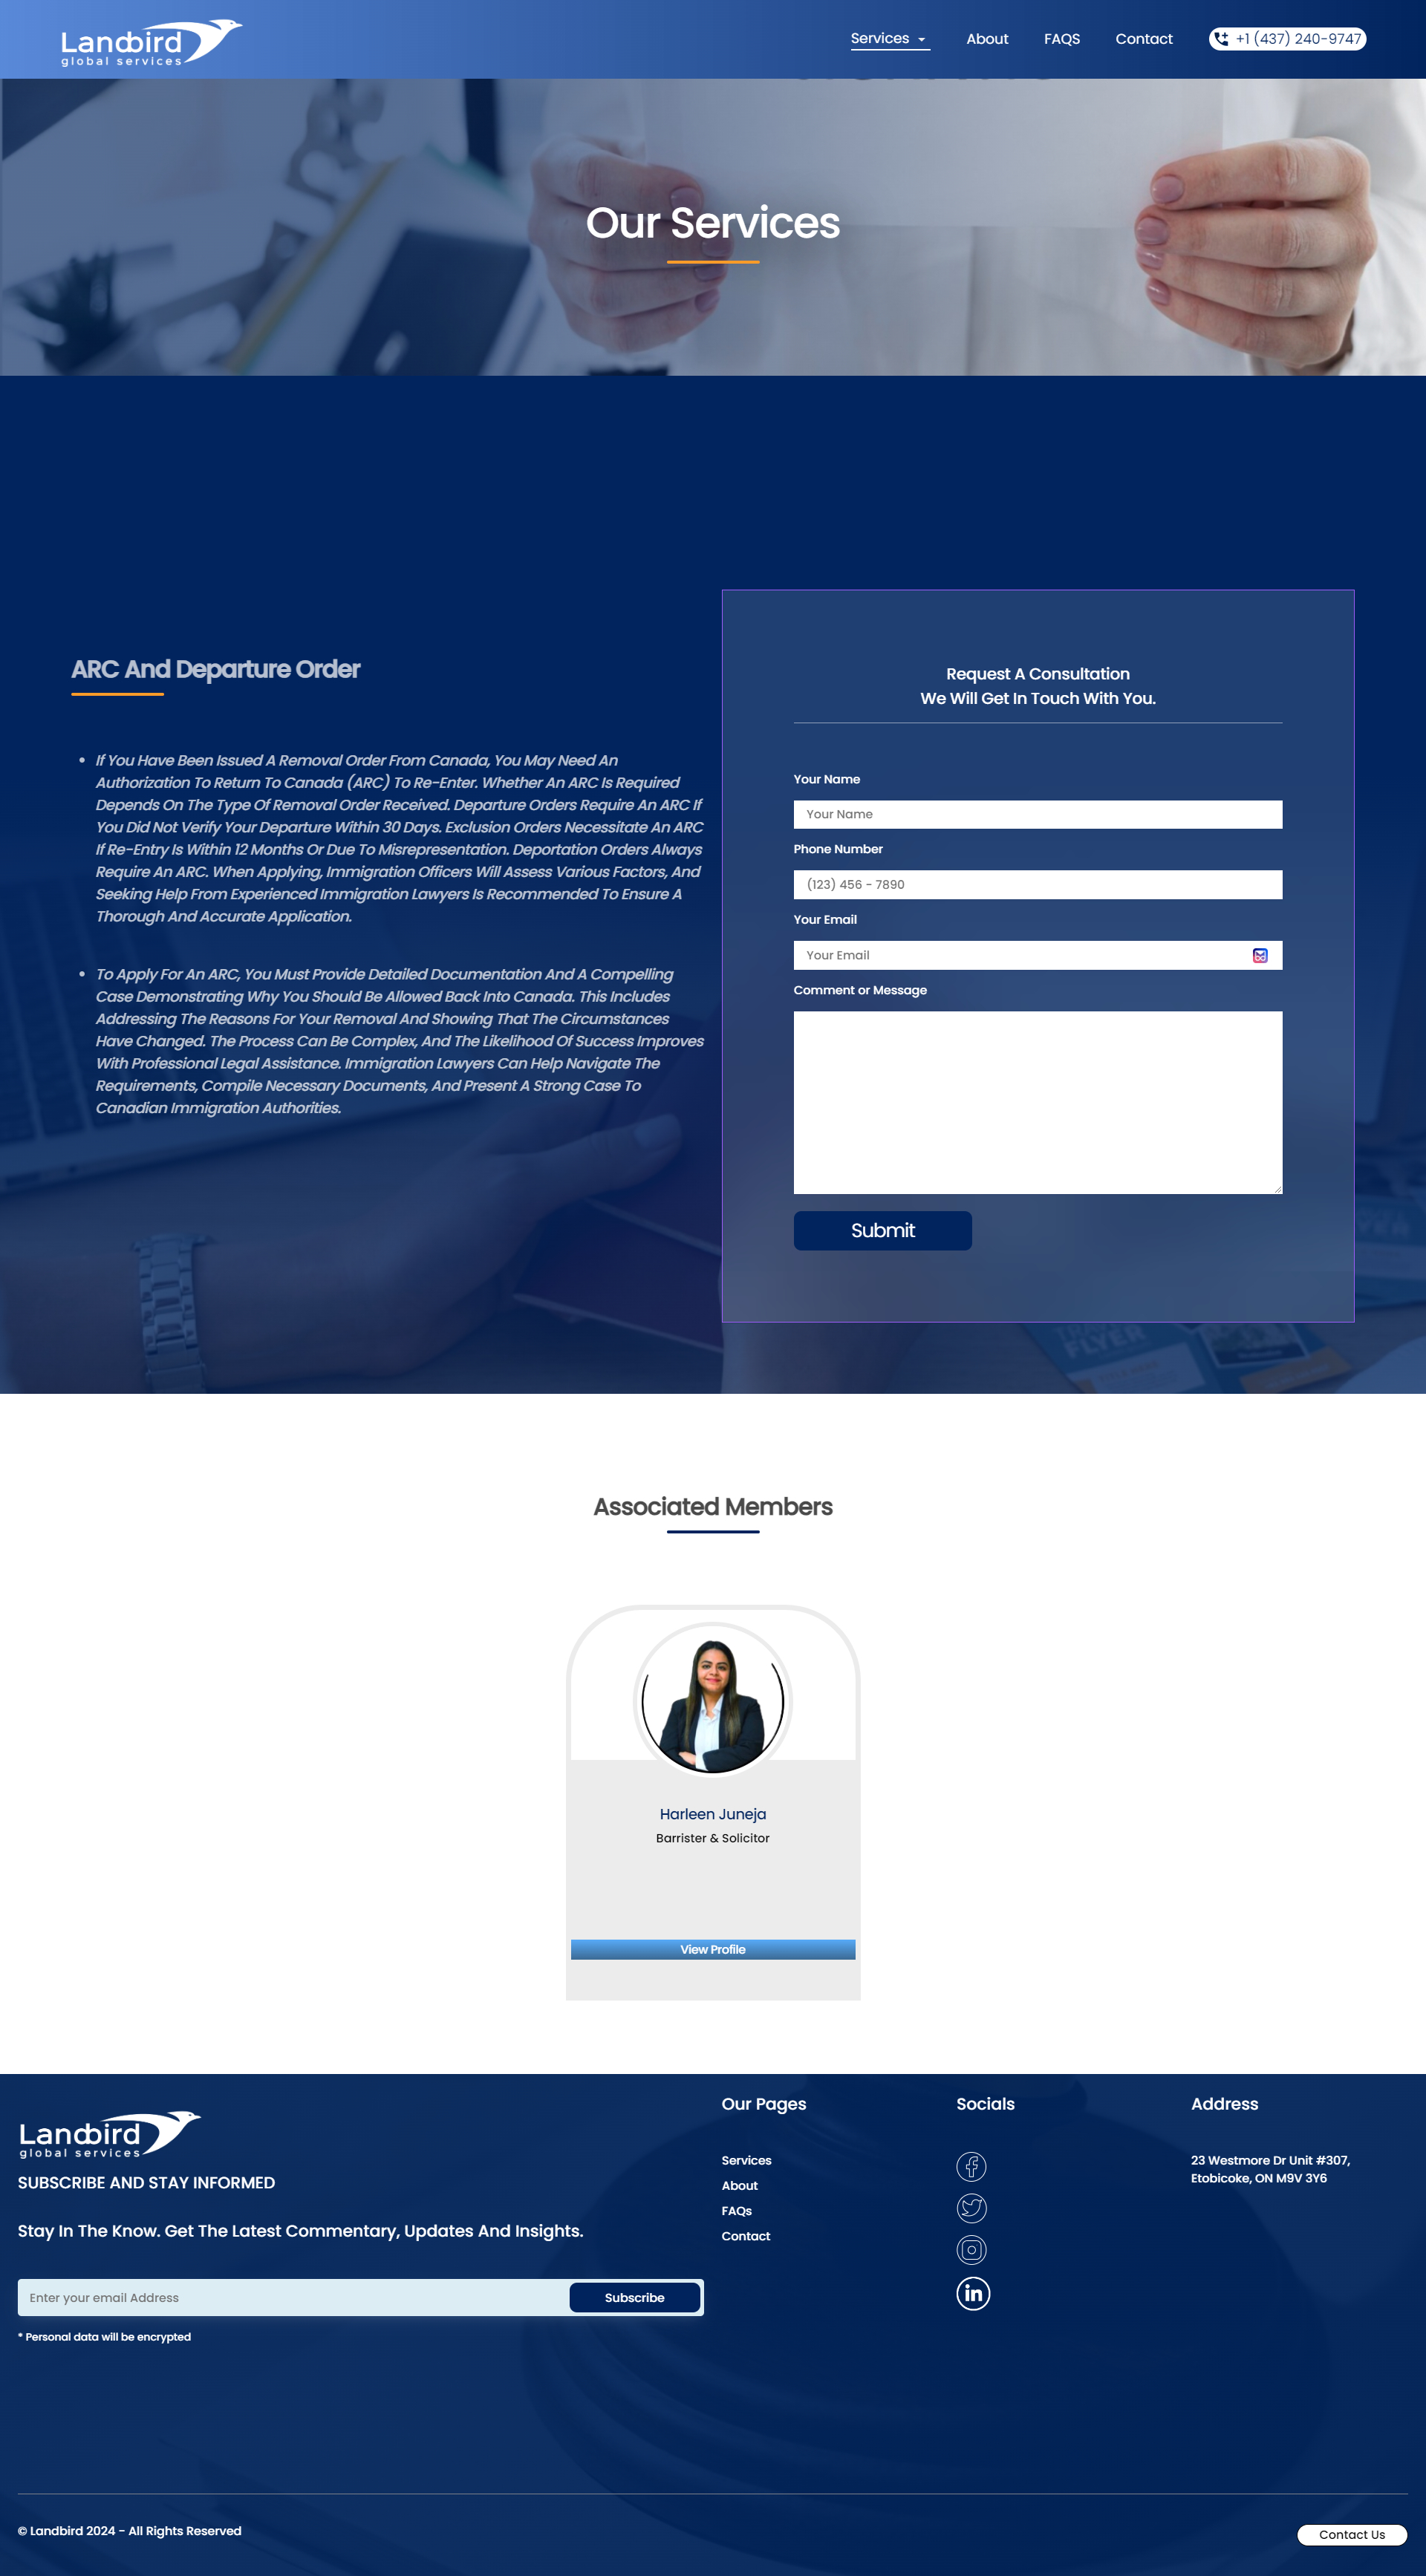 Landbird
global services
Services
About
FAQS
Contact
+1 (437) 240-9747
Our Services
ARC And Departure Order
If You Have Been Issued A Removal Order From Canada, You May Need An
Authorization To Return To Canada (ARC) To Re-Enter. Whether An ARC Is Required
Depends On The Type Of Removal Order Received. Departure Orders Require An ARC If
You Did Not Verify Your Departure Within 30 Days. Exclusion Orders Necessitate An ARC
If Re-Entry Is Within 12 Months Or Due To Misrepresentation. Deportation Orders Always
Require An ARC. When Applying, Immigration Officers Will Assess Various Factors, And
Seeking Help From Experienced Immigration Lawyers Is Recommended To Ensure A
Thorough And Accurate Application.
To Apply For An ARC, You Must Provide Detailed Documentation And A Compelling
Case Demonstrating Why You Should Be Allowed Back Into Canada. This Includes
Addressing The Reasons For Your Removal And Showing That The Circumstances
Have Changed. The Process Can Be Complex, And The Likelihood Of Success Improves
With Professional Legal Assistance. Immigration Lawyers Can Help Navigate The
Requirements, Compile Necessary Documents, And Present A Strong Case To
Canadian Immigration Authorities.
Request A Consultation
We Will Get In Touch With You.
Your Name
Your Name
Phone Number
(123) 456 - 7890
Your Email
Your Email
Comment or Message
Submit
FLYER
Associated Members
Harleen Juneja
Barrister & Solicitor
View Profile
Landbird
global services
SUBSCRIBE AND STAY INFORMED
Stay In The Know. Get The Latest Commentary, Updates And Insights.
Enter your email Address
Subscribe
* Personal data will be encrypted
Our Pages
Services
About
FAQs
Contact
Socials
Address
23 Westmore Dr Unit #307,
Etobicoke, ON M9V 3Y6
© Landbird 2024 - All Rights Reserved
Contact Us